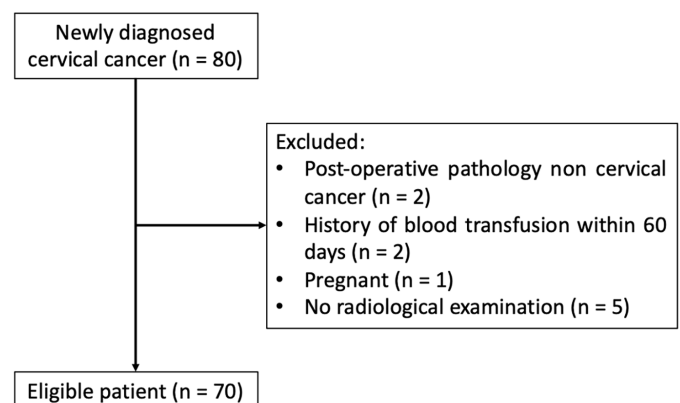 Newly diagnosed
cervical cancer (n = 80)
Excluded:
• Post-operative pathology non cervical
cancer (n = 2)
• History of blood transfusion within 60
days (n = 2)
• Pregnant (n = 1)
• No radiological examination (n = 5)
Eligible patient (n = 70)